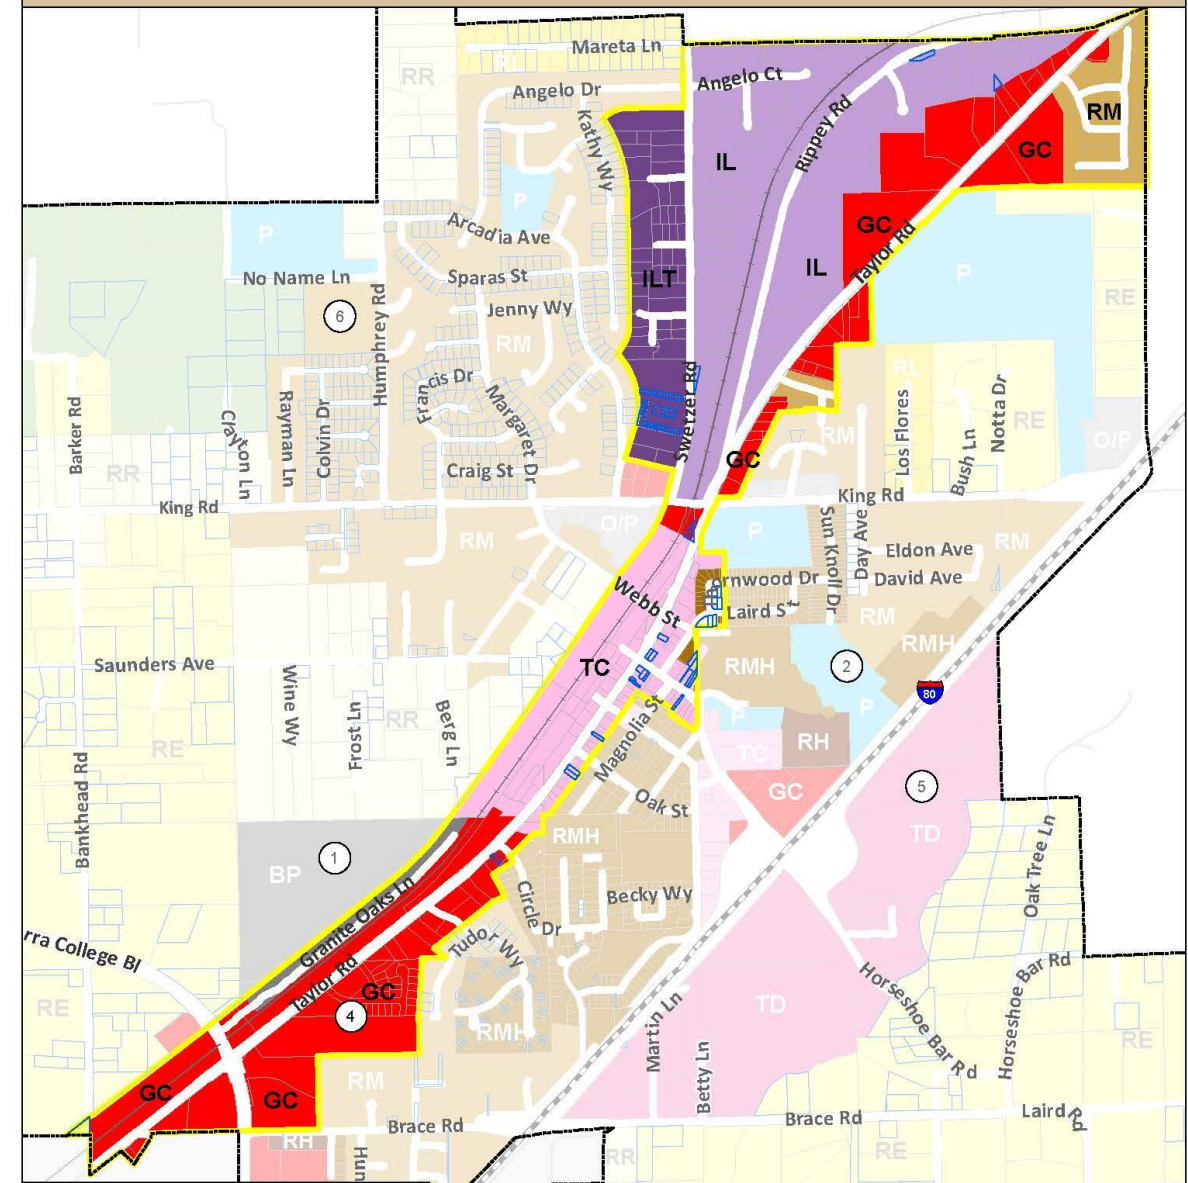 Mareta Ln
RL
RR
Angelo Ct
Angelo Dr
Kathy Wy
Rippey Rd
RM
IL
GC
P
Arcadia Ave
P
GC
Taylor Rd
No Name Ln
Sparas St
ILT
IL
P
Humphrey Rd
Jenny Wy
RE
6
RM
Francis Dr
RL
Swetzer Rd
Margaret Dr
Los Flores
Bush Ln
Notta Dr
RE
Barker Rd
Clayton Ln
Rayman Ln
Colvin Dr
RM
O/P
RR
Craig St
GC
King Rd
King Rd
O/P
P
Sun Knoll Dr
Day Ave
RM
Eldon Ave
RM
ornwood Dr
David Ave
Webb St
Laird St
RM
RMH
Saunders Ave
TC
RMH
2
80
Wine Wy
Frost Ln
RR
Berg Ln
Magnolia St
P
P
RE
TC
RH
Bankhead Rd
Oak St
GC
5
RMH
TD
1
BP
Oak Tree Ln
Circle Dr
Becky Wy
Granite Oaks Ln
rra College Bl
Tudor Wy
Taylor Rd
GC
Horseshoe Bar Rd
Horseshoe Bar Rd
RE
4
Martin Ln
TD
RMH
RE
RM
Betty Ln
GC
GC
Brace Rd
Brace Rd
Laird Rd
RH
Hun
RR
RE